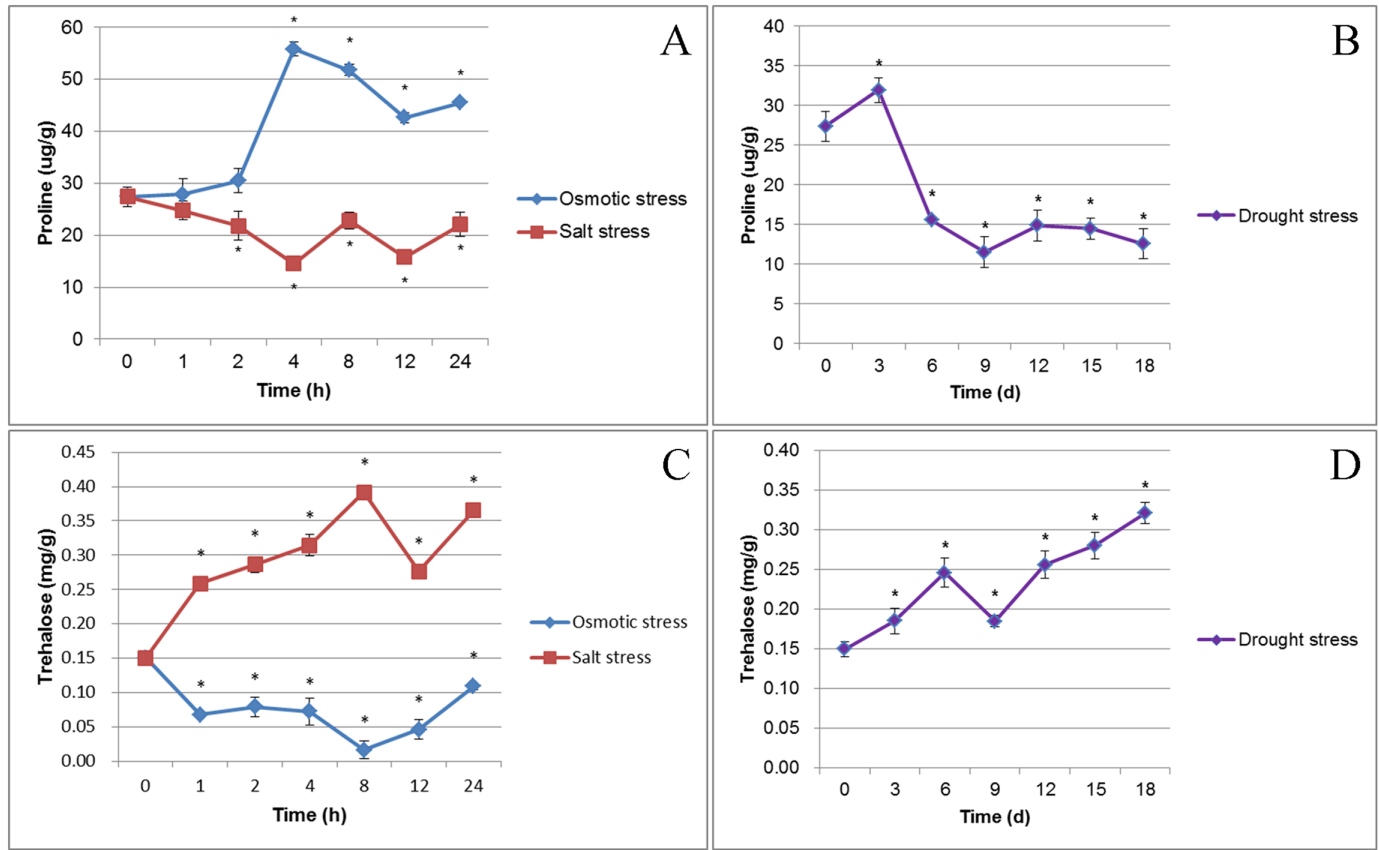 A
60
50
40
30
20
10
0
Proline (ug/g)
* * * *
* * * * *
0 1 2 4 8 12 24
Time (h)
Osmotic stress
Salt stress
B
40
35
30
25
20
15
10
5
0
Proline (ug/g)
* * * * * *
0 3 6 9 12 15 18
Time (d)
Drought stress
C
0.45
0.40
0.35
0.30
0.25
0.20
0.15
0.10
0.05
0.00
Trehalose (mg/g)
* * * * * *
* * * * * *
0 1 2 4 8 12 24
Time (h)
Osmotic stress
Salt stress
D
0.40
0.35
0.30
0.25
0.20
0.15
0.10
0.05
0.00
Trehalose (mg/g)
* * * * * *
0 3 6 9 12 15 18
Time (d)
Drought stress